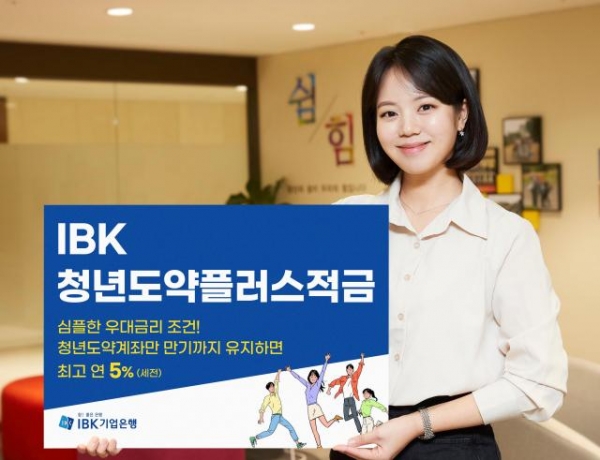 쉼
힘
IBK
청년도약플러스적금
심플한 우대금리 조건!
청년도약계좌만 만기까지 유지하면
최고 연 5% (세전)
IBK기업은행